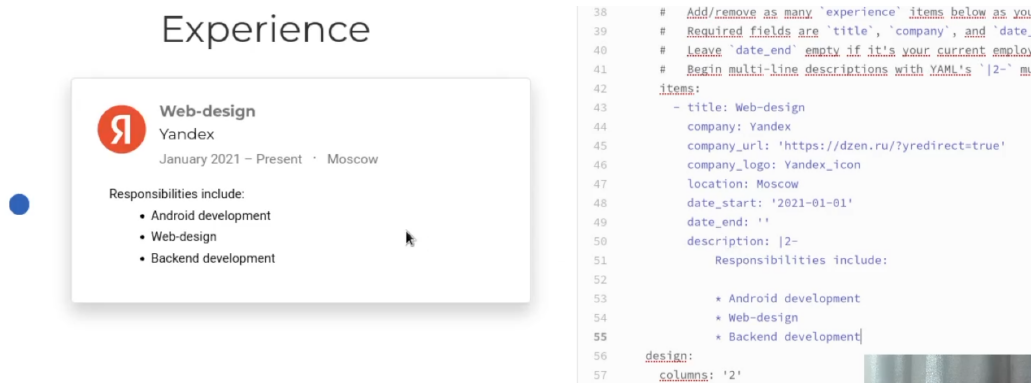 Experience
Я
Web-design
Yandex
January 2021 – Present · Moscow
Responsibilities include:
• Android development
• Web-design
• Backend development
38 # Add/remove as many `experience` items below as you
39 # Required fields are `title`, `company`, and `date_
40 # Leave `date_end` empty if it's your current employ
41 # Begin multi-line descriptions with YAML's `|2-` mu
42 items:
43 - title: Web-design
44 company: Yandex
45 company_url: 'https://dzen.ru/?yredirect=true'
46 company_logo: Yandex_icon
47 location: Moscow
48 date_start: '2021-01-01'
49 date_end: ''
50 description: |2-
51 Responsibilities include:
52
53 * Android development
54 * Web-design
55 * Backend development
56 design:
57 columns: '2'